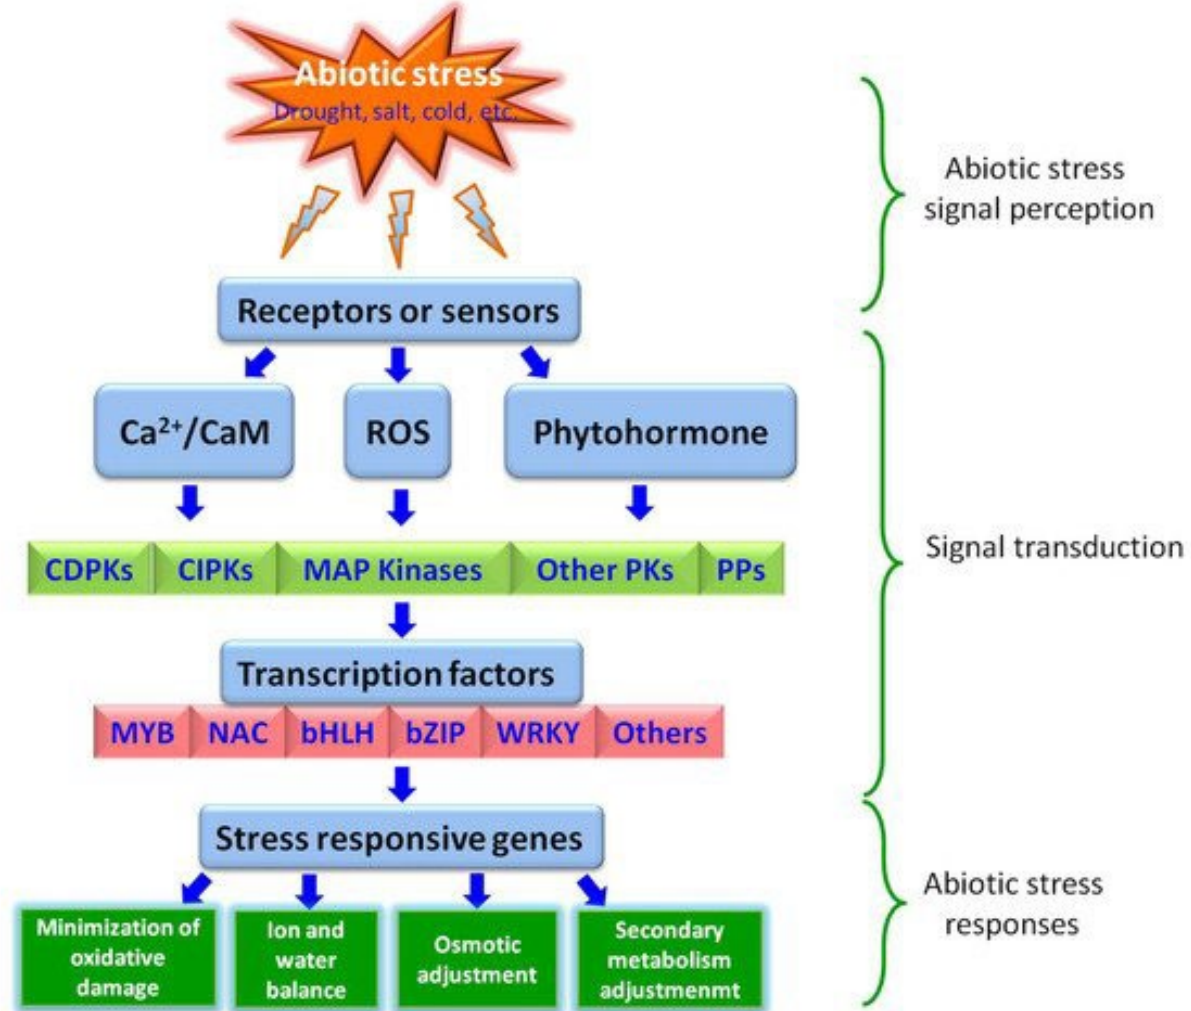 Abiotic stress
Drought, salt, cold, etc.
Abiotic stress
signal perception
Receptors or sensors
Ca²⁺/CaM
ROS
Phytohormone
CDPKs
CIPKs
MAP Kinases
Other PKs
PPs
Signal transduction
Transcription factors
MYB
NAC
bHLH
bZIP
WRKY
Others
Stress responsive genes
Abiotic stress
responses
Minimization of
oxidative
damage
Ion and
water
balance
Osmotic
adjustment
Secondary
metabolism
adjustmenmt